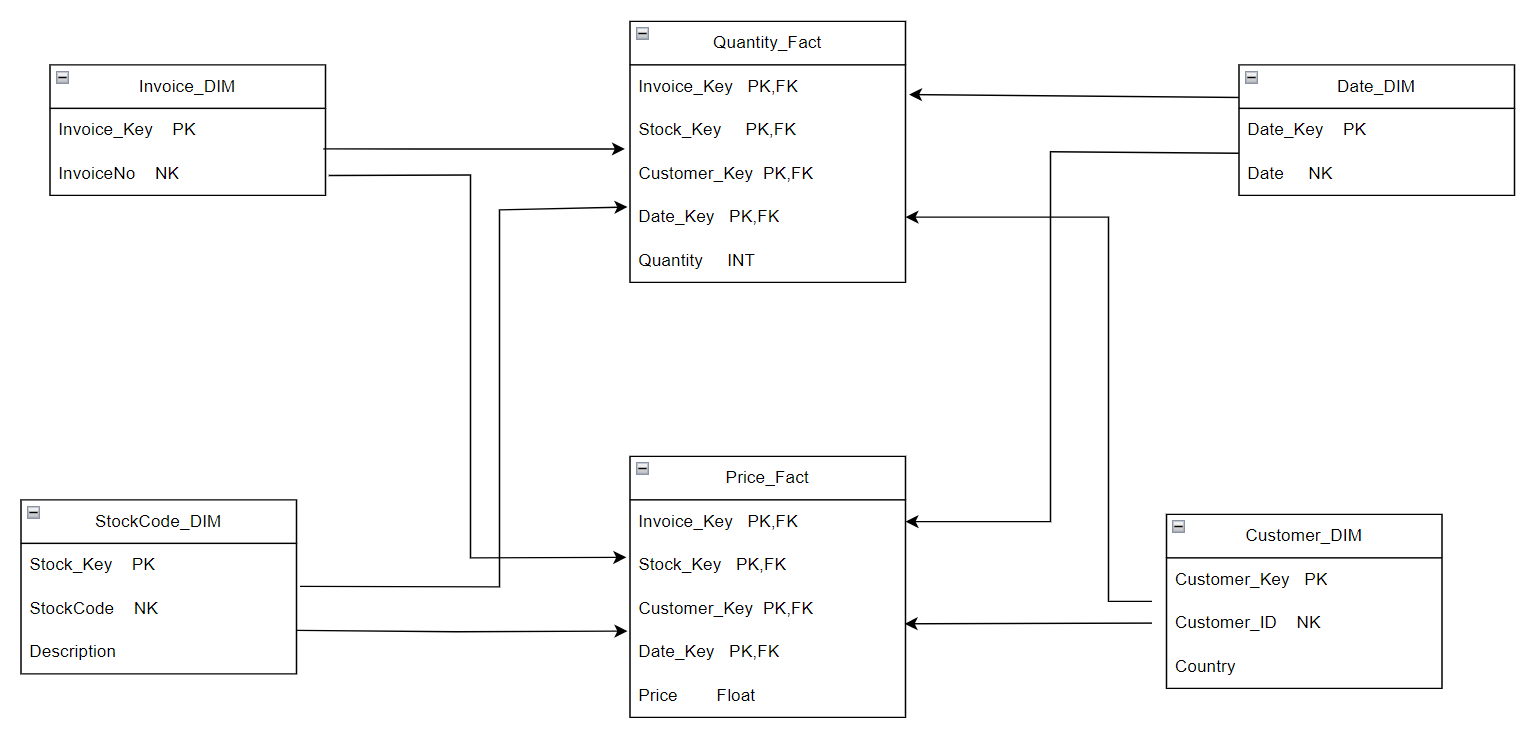 Quantity_Fact
Invoice_Key PK,FK
Stock_Key PK,FK
Customer_Key PK,FK
Date_Key PK,FK
Quantity INT
Invoice_DIM
Invoice_Key PK
InvoiceNo NK
Date_DIM
Date_Key PK
Date NK
Price_Fact
Invoice_Key PK,FK
Stock_Key PK,FK
Customer_Key PK,FK
Date_Key PK,FK
Price Float
StockCode_DIM
Stock_Key PK
StockCode NK
Description
Customer_DIM
Customer_Key PK
Customer_ID NK
Country